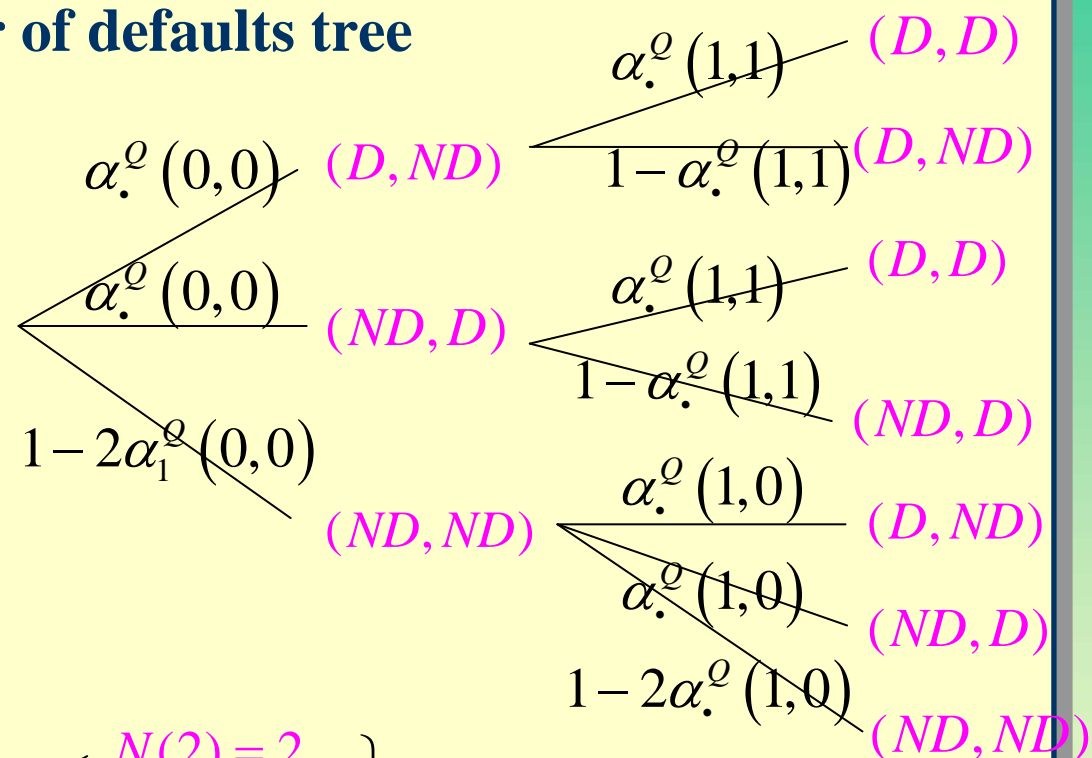 of defaults tree
α.^Q (1,1)
(D, D)
α.^Q (0,0)
(D, ND)
1 − α.^Q (1,1)
(D, ND)
α.^Q (0,0)
α.^Q (1,1)
(D, D)
(ND, D)
1 − α.^Q (1,1)
(ND, D)
1 − 2α_1^Q (0,0)
α.^Q (1,0)
(D, ND)
(ND, ND)
α.^Q (1,0)
(ND, D)
1 − 2α.^Q (1,0)
(ND, ND)
N(2) = 2